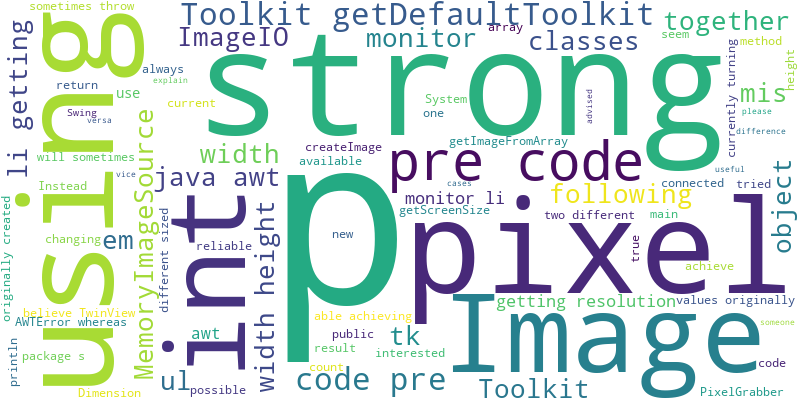 sometimes throw
Toolkit getDefaultToolkit
array
together
ImageIO
monitor
classes
seem
li getting
using
strong
currently turning
method
height
always
explain
return
Swing
versa
use
current
System
one
advised
mis
please
difference
MemoryImageSource
will sometimes
width
createImage
available
getImageFromArray
pre code
useful
Instead
java awt
cases
monitor li
following
connected
tried
object
originally created
int
p
pixel
getScreenSize
two different
main
vice
em
changing
different sized
reliable
width height
new
true
achieve
believe TwinView
AWTError whereas
awt
public
able achieving
tk
Image
getting resolution
values originally
someone
println
package s
result
interested
count
code
ul
possible
code pre
Toolkit
Dimension
PixelGrabber